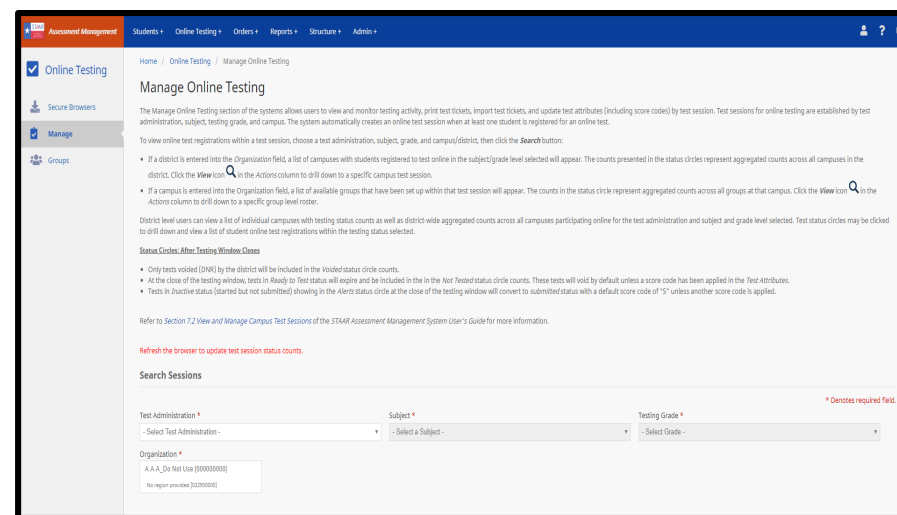 STAAR
Assessment Management
Students + Online Testing + Orders + Reports + Structure + Admin +
?
Online Testing
Secure Browsers
Manage
Groups
Home / Online Testing / Manage Online Testing
Manage Online Testing
The Manage Online Testing section of the systems allows users to view and monitor testing activity, print test tickets, import test tickets, and update test attributes (including score codes) by test session. Test sessions for online testing are established by test
administration, subject, testing grade, and campus. The system automatically creates an online test session when at least one student is registered for an online test.
To view online test registrations within a test session, choose a test administration, subject, grade, and campus/district, then click the Search button:
▪ If a district is entered into the Organization field, a list of campuses with students registered to test online in the subject/grade level selected will appear. The counts presented in the status circles represent aggregated counts across all campuses in the
district. Click the View icon in the Actions column to drill down to a specific campus test session.
▪ If a campus is entered into the Organization field, a list of available groups that have been set up within that test session will appear. The counts in the status circle represent aggregated counts across all groups at that campus. Click the View icon in the
Actions column to drill down to a specific group level roster.
District level users can view a list of individual campuses with testing status counts as well as district-wide aggregated counts across all campuses participating online for the test administration and subject and grade level selected. Test status circles may be clicked
to drill down and view a list of student online test registrations within the testing status selected.
Status Circles: After Testing Window Closes
▪ Only tests voided (DNR) by the district will be included in the Voided status circle counts.
▪ At the close of the testing window, tests in Ready to Test status will expire and be included in the in the Not Tested status circle counts. These tests will void by default unless a score code has been applied in the Test Attributes.
▪ Tests in Inactive status (started but not submitted) showing in the Alerts status circle at the close of the testing window will convert to submitted status with a default score code of "S" unless another score code is applied.
Refer to Section 7.2 View and Manage Campus Test Sessions of the STAAR Assessment Management System User's Guide for more information.
Refresh the browser to update test session status counts.
Search Sessions
* Denotes required field.
Test Administration * Subject * Testing Grade *
- Select Test Administration - - Select a Subject - - Select Grade -
Organization *
A A A_Do Not Use [000000000]
No region provided [022950000]